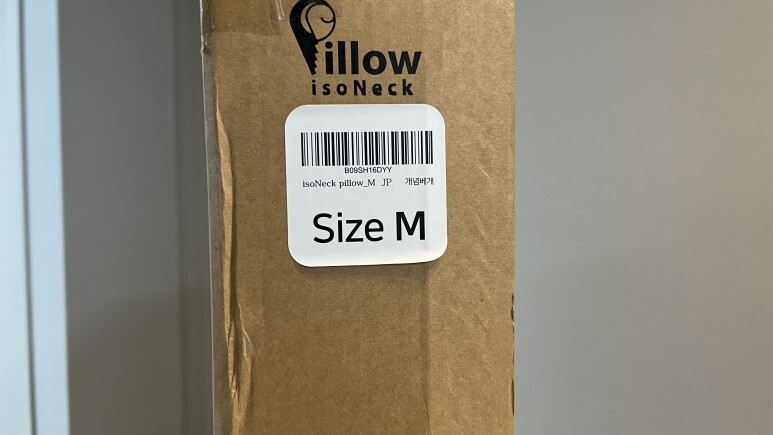 Pillow
isoNeck
B09SH16DYY
isoNeck pillow_M JP 개념베개
Size M